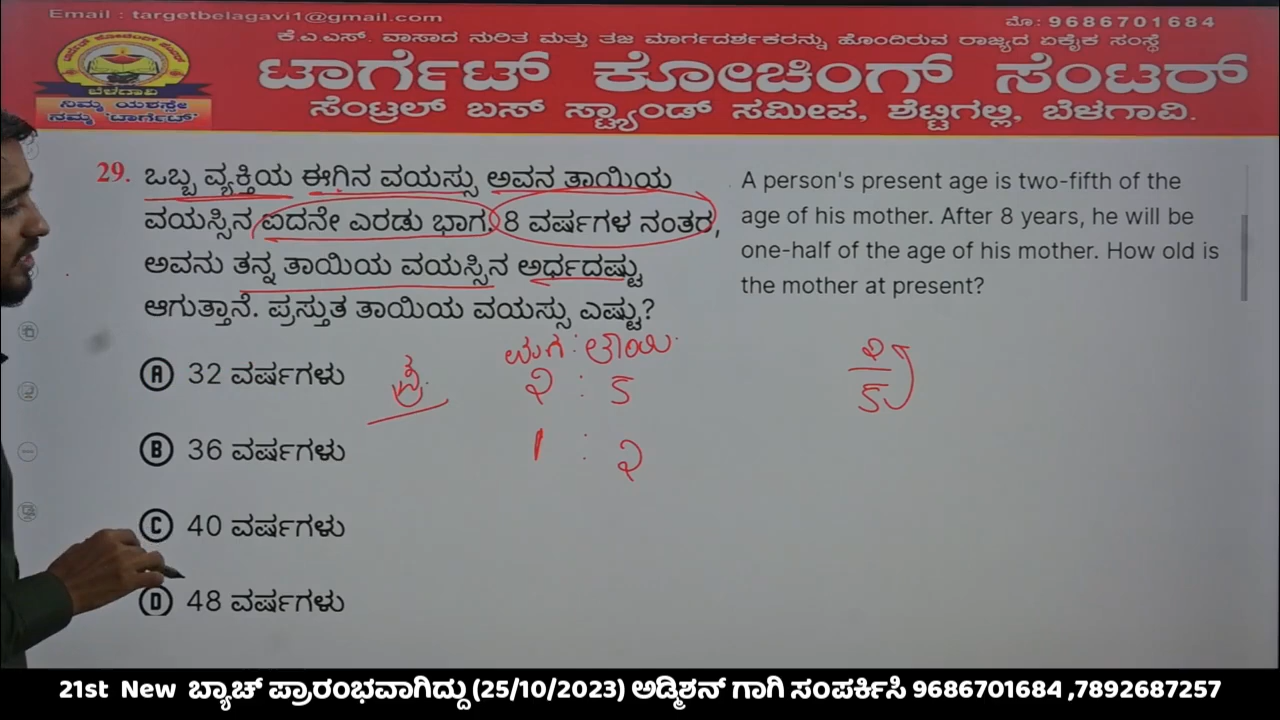 Email : targetbelagavi1@gmail.com
ಮೊ: 9686701684
ಕೆ.ಎ.ಎಸ್. ವಾಸಾದ ನುರಿತ ಮತ್ತು ತಜ್ಞ ಮಾರ್ಗದರ್ಶಕರನ್ನು ಹೊಂದಿರುವ ರಾಜ್ಯದ ಏಕೈಕ ಸಂಸ್ಥೆ
ಟಾರ್ಗೆಟ್ ಕೋಚಿಂಗ್ ಸೆಂಟರ್
ಸೆಂಟ್ರಲ್ ಬಸ್ ಸ್ಟ್ಯಾಂಡ್ ಸಮೀಪ, ಶೆಟ್ಟಿಗಲ್ಲಿ, ಬೆಳಗಾವಿ.
ಟಾರ್ಗೆಟ್ ಕೋಚಿಂಗ್ ಸೆಂಟರ್
ಬೆಳಗಾವಿ
ನಿಮ್ಮ ಯಶಸ್ಸೇ
ನಮ್ಮ 'ಟಾರ್ಗೆಟ್'
29. ಒಬ್ಬ ವ್ಯಕ್ತಿಯ ಈಗಿನ ವಯಸ್ಸು ಅವನ ತಾಯಿಯ
ವಯಸ್ಸಿನ ಐದನೇ ಎರಡು ಭಾಗ. 8 ವರ್ಷಗಳ ನಂತರ,
ಅವನು ತನ್ನ ತಾಯಿಯ ವಯಸ್ಸಿನ ಅರ್ಧದಷ್ಟು
ಆಗುತ್ತಾನೆ. ಪ್ರಸ್ತುತ ತಾಯಿಯ ವಯಸ್ಸು ಎಷ್ಟು?
A person's present age is two-fifth of the
age of his mother. After 8 years, he will be
one-half of the age of his mother. How old is
the mother at present?
A 32 ವರ್ಷಗಳು
B 36 ವರ್ಷಗಳು
C 40 ವರ್ಷಗಳು
D 48 ವರ್ಷಗಳು
ಮಗ : ತಾಯಿ
ಪ್ರೆ. 2 : 5
1 : 2
2
5
21st New ಬ್ಯಾಚ್ ಪ್ರಾರಂಭವಾಗಿದ್ದು (25/10/2023) ಅಡ್ಮಿಶನ್ ಗಾಗಿ ಸಂಪರ್ಕಿಸಿ 9686701684 ,7892687257